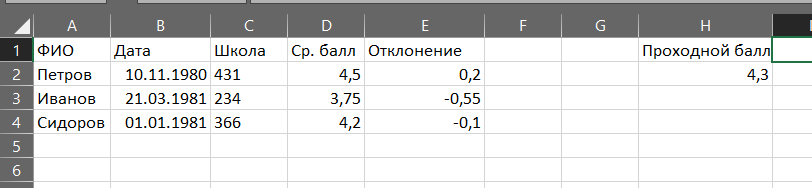 A B C D E F G H
1 ФИО Дата Школа Ср. балл Отклонение Проходной балл
2 Петров 10.11.1980 431 4,5 0,2 4,3
3 Иванов 21.03.1981 234 3,75 -0,55
4 Сидоров 01.01.1981 366 4,2 -0,1
5
6